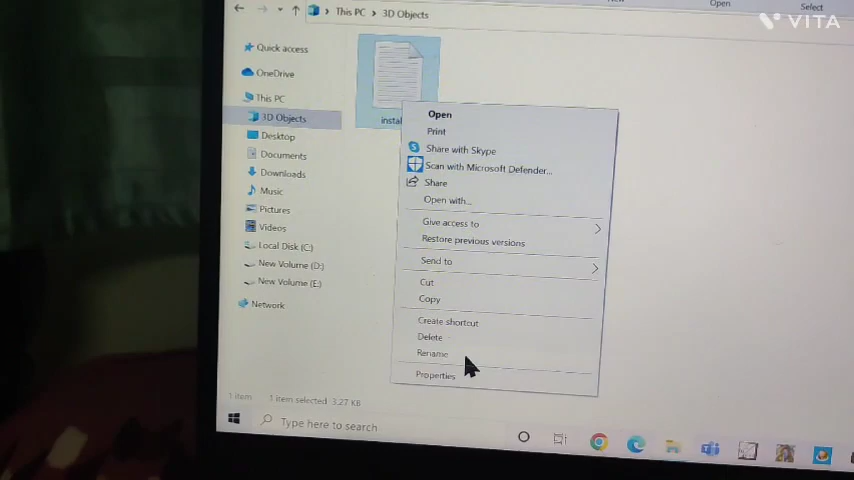 Open
Select
This PC > 3D Objects
VITA
Quick access
OneDrive
This PC
3D Objects
Desktop
Documents
Downloads
Music
Pictures
Videos
Local Disk (C:)
New Volume (D:)
New Volume (E:)
Network
Open
Print
Share with Skype
Scan with Microsoft Defender...
Share
Open with...
Give access to
Restore previous versions
Send to
Cut
Copy
Create shortcut
Delete
Rename
Properties
1 item 1 item selected 3.27 KB
Type here to search